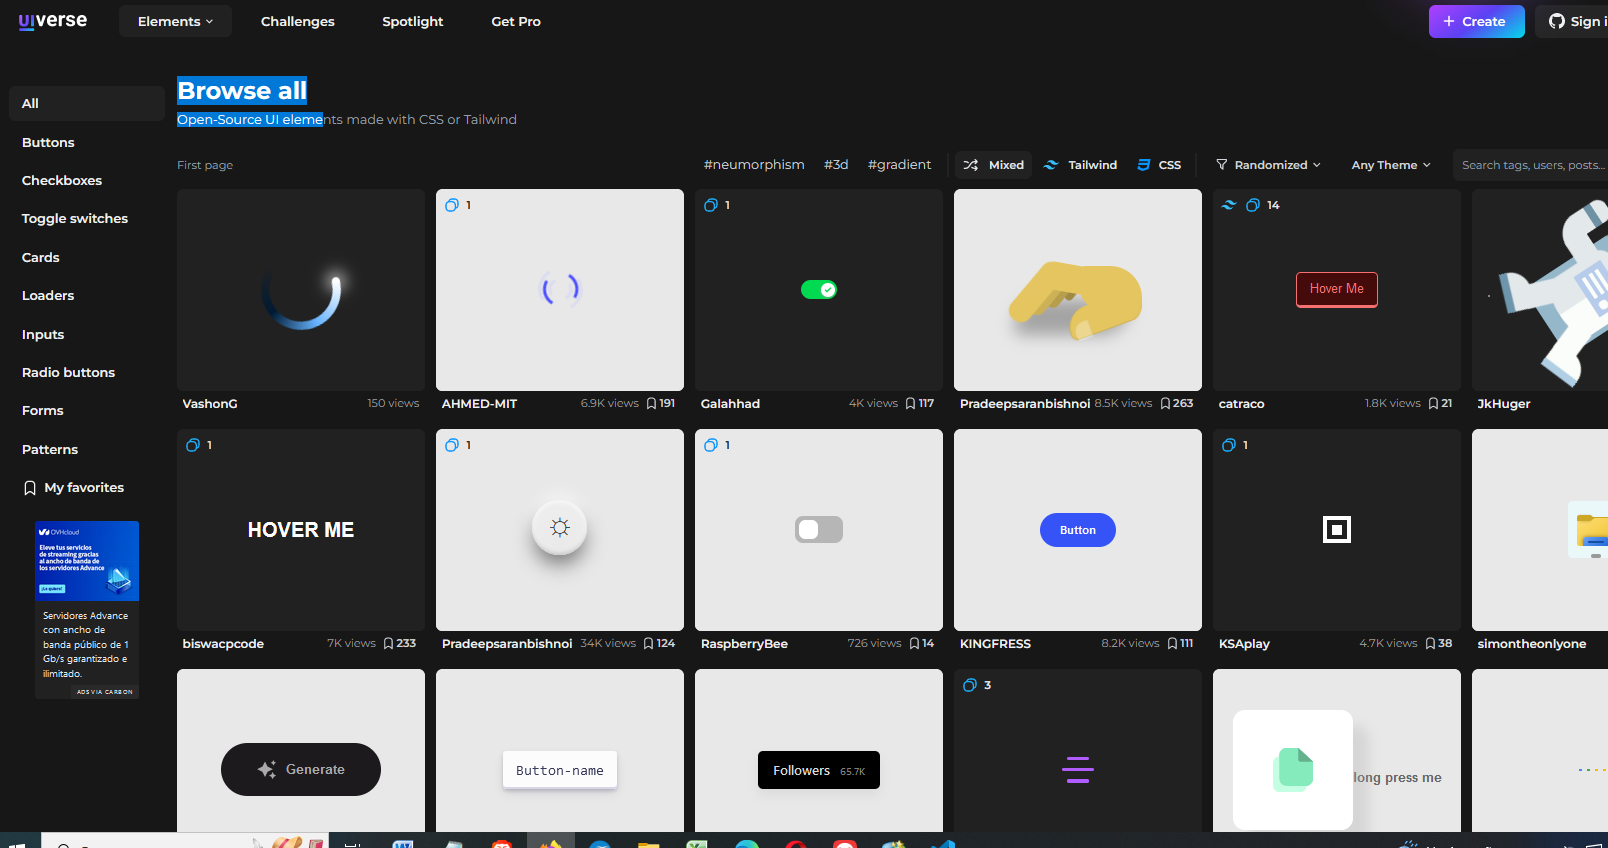 uiverse
Elements
Challenges
Spotlight
Get Pro
+ Create
Sign i
All
Buttons
Checkboxes
Toggle switches
Cards
Loaders
Inputs
Radio buttons
Forms
Patterns
My favorites
OVHcloud
Eleve tus servicios
de streaming gracias
al ancho de banda de
los servidores Advance
Servidores Advance
con ancho de
banda público de 1
Gb/s garantizado e
ilimitado.
ADS VIA CARBON
Browse all
Open-Source UI elements made with CSS or Tailwind
First page
#neumorphism
#3d
#gradient
Mixed
Tailwind
CSS
Randomized
Any Theme
Search tags, users, posts...
1
1
14
Hover Me
VashonG 150 views
AHMED-MIT 6.9K views 191
Galahhad 4K views 117
Pradeepsaranbishnoi 8.5K views 263
catraco 1.8K views 21
JkHuger
1
1
1
1
HOVER ME
Button
biswacpcode 7K views 233
Pradeepsaranbishnoi 34K views 124
RaspberryBee 726 views 14
KINGFRESS 8.2K views 111
KSAplay 4.7K views 38
simontheonlyone
3
Generate
Button-name
Followers 65.7K
long press me